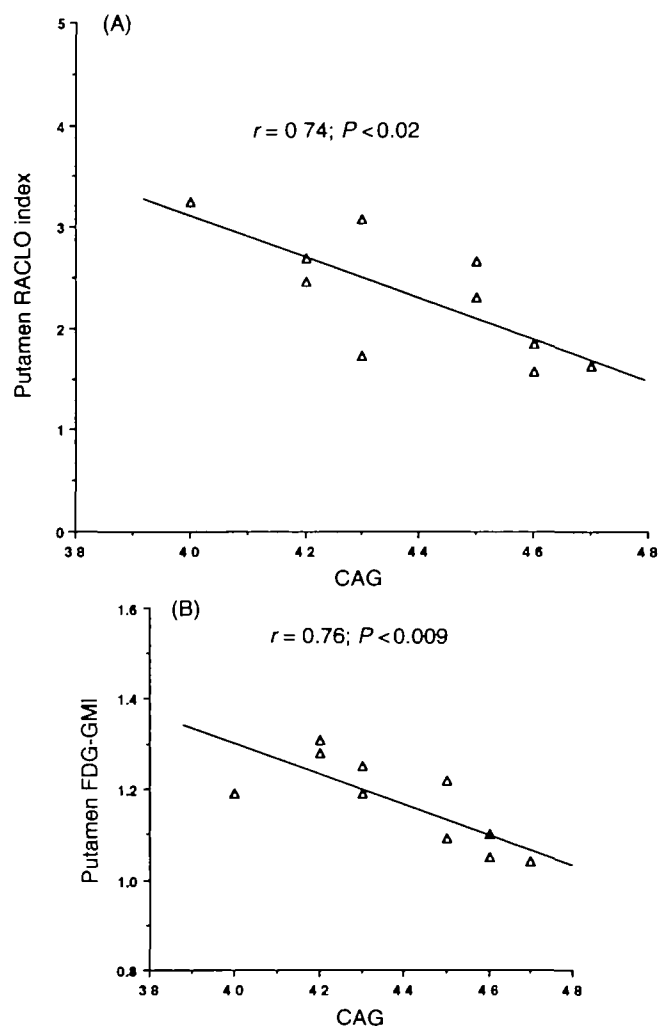 (A)
5
r = 0 74; P<0.02
4
3
2
1
0
Putamen RACLO index
38 40 42 44 46 48
CAG
(B)
1.6
r = 0.76; P<0.009
1.4
1.2
1.0
0.8
Putamen FDG-GMI
38 40 42 44 46 48
CAG